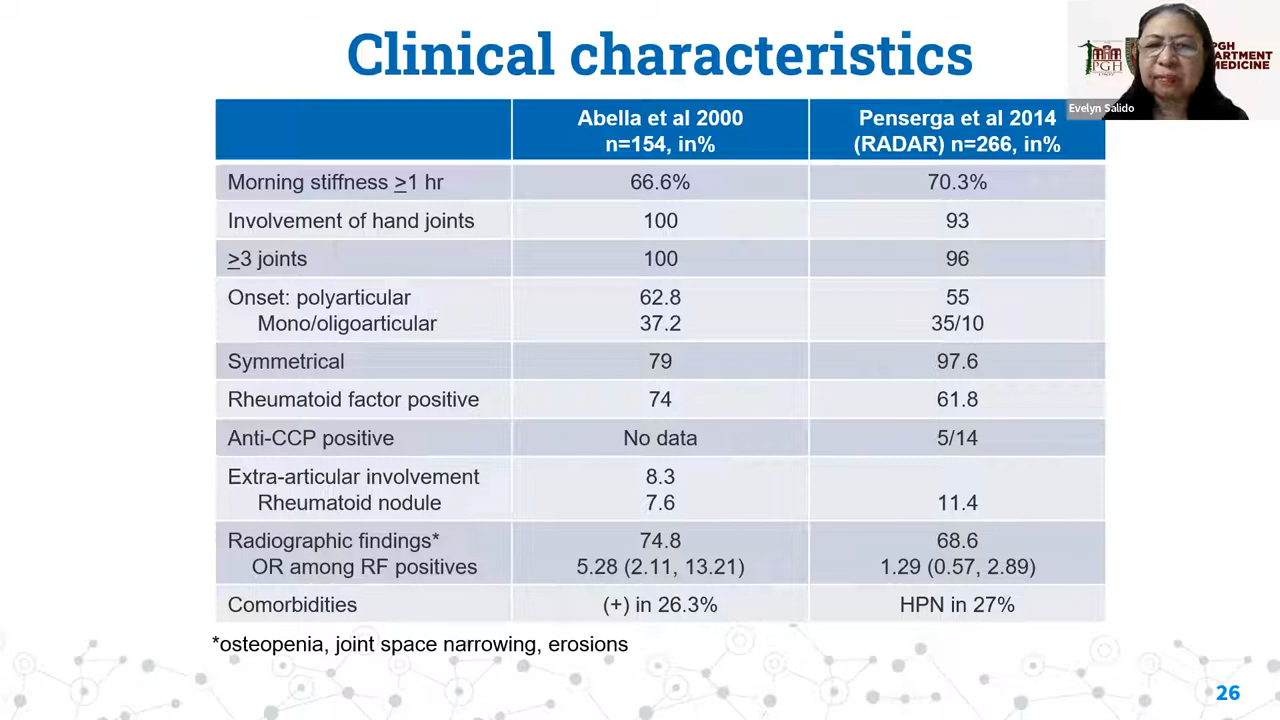 Clinical characteristics
PGH
PGH
ARTMENT
MEDICINE
Evelyn Salido
Abella et al 2000 Penserga et al 2014
n=154, in% (RADAR) n=266, in%
Morning stiffness >1 hr 66.6% 70.3%
Involvement of hand joints 100 93
>3 joints 100 96
Onset: polyarticular 62.8 55
Mono/oligoarticular 37.2 35/10
Symmetrical 79 97.6
Rheumatoid factor positive 74 61.8
Anti-CCP positive No data 5/14
Extra-articular involvement 8.3
Rheumatoid nodule 7.6 11.4
Radiographic findings* 74.8 68.6
OR among RF positives 5.28 (2.11, 13.21) 1.29 (0.57, 2.89)
Comorbidities (+) in 26.3% HPN in 27%
*osteopenia, joint space narrowing, erosions
26